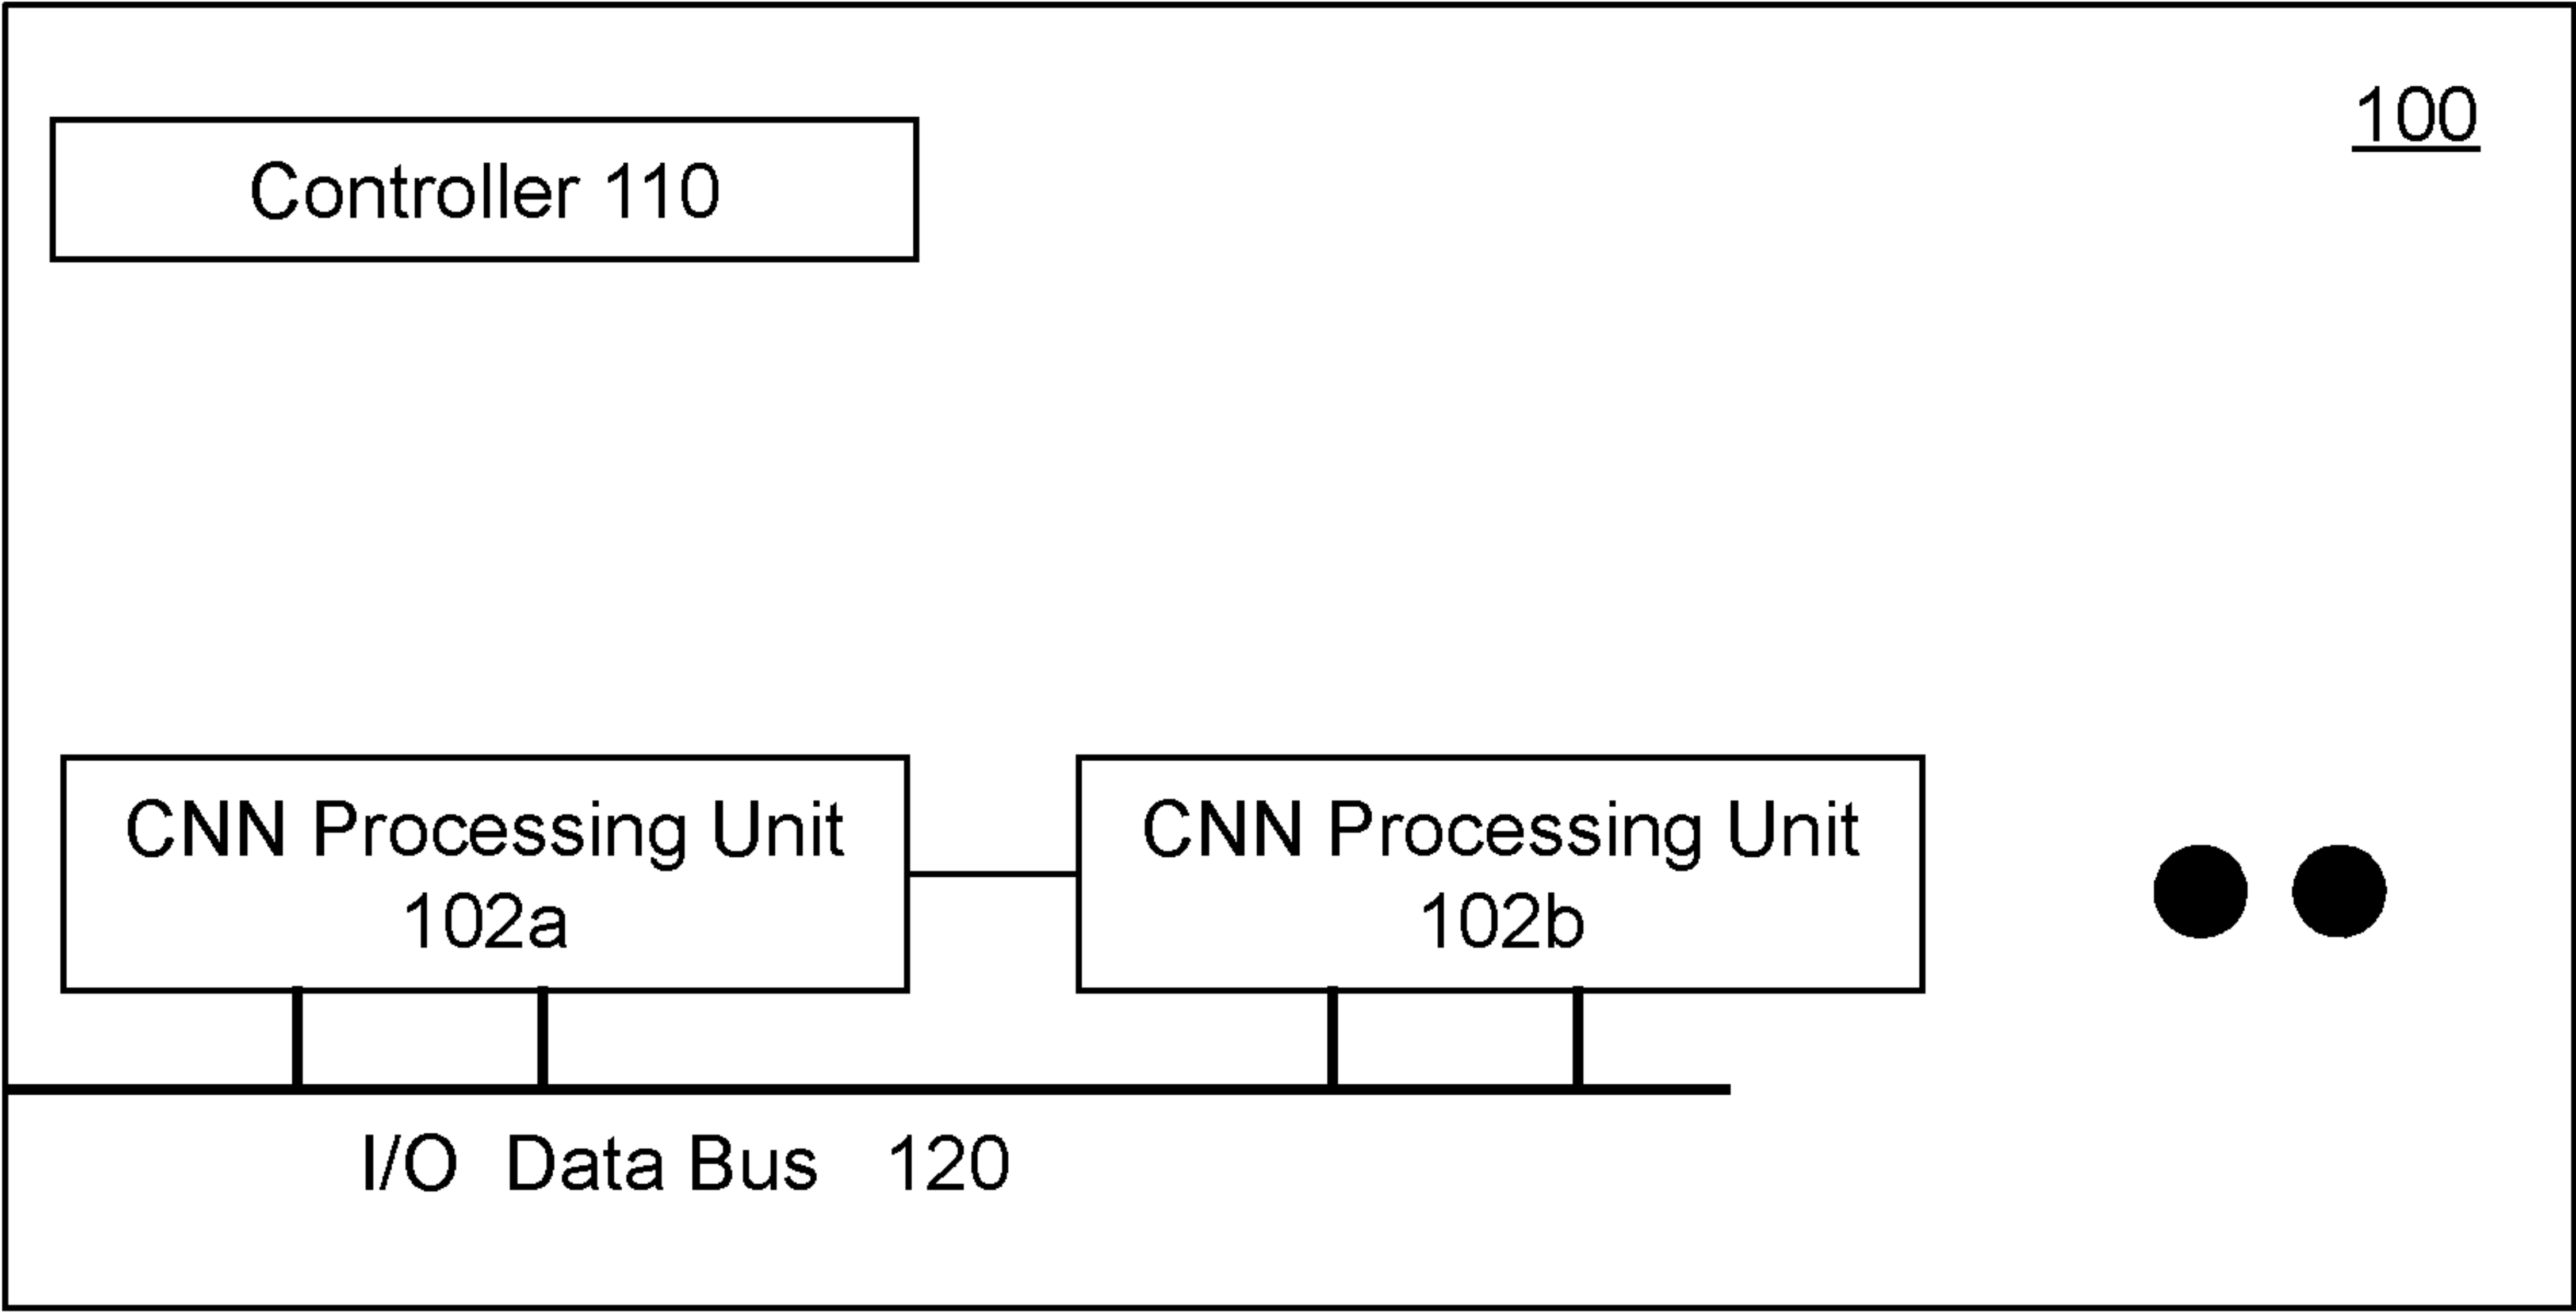 100
Controller 110
CNN Processing Unit
102a
CNN Processing Unit
102b
I/O Data Bus 120